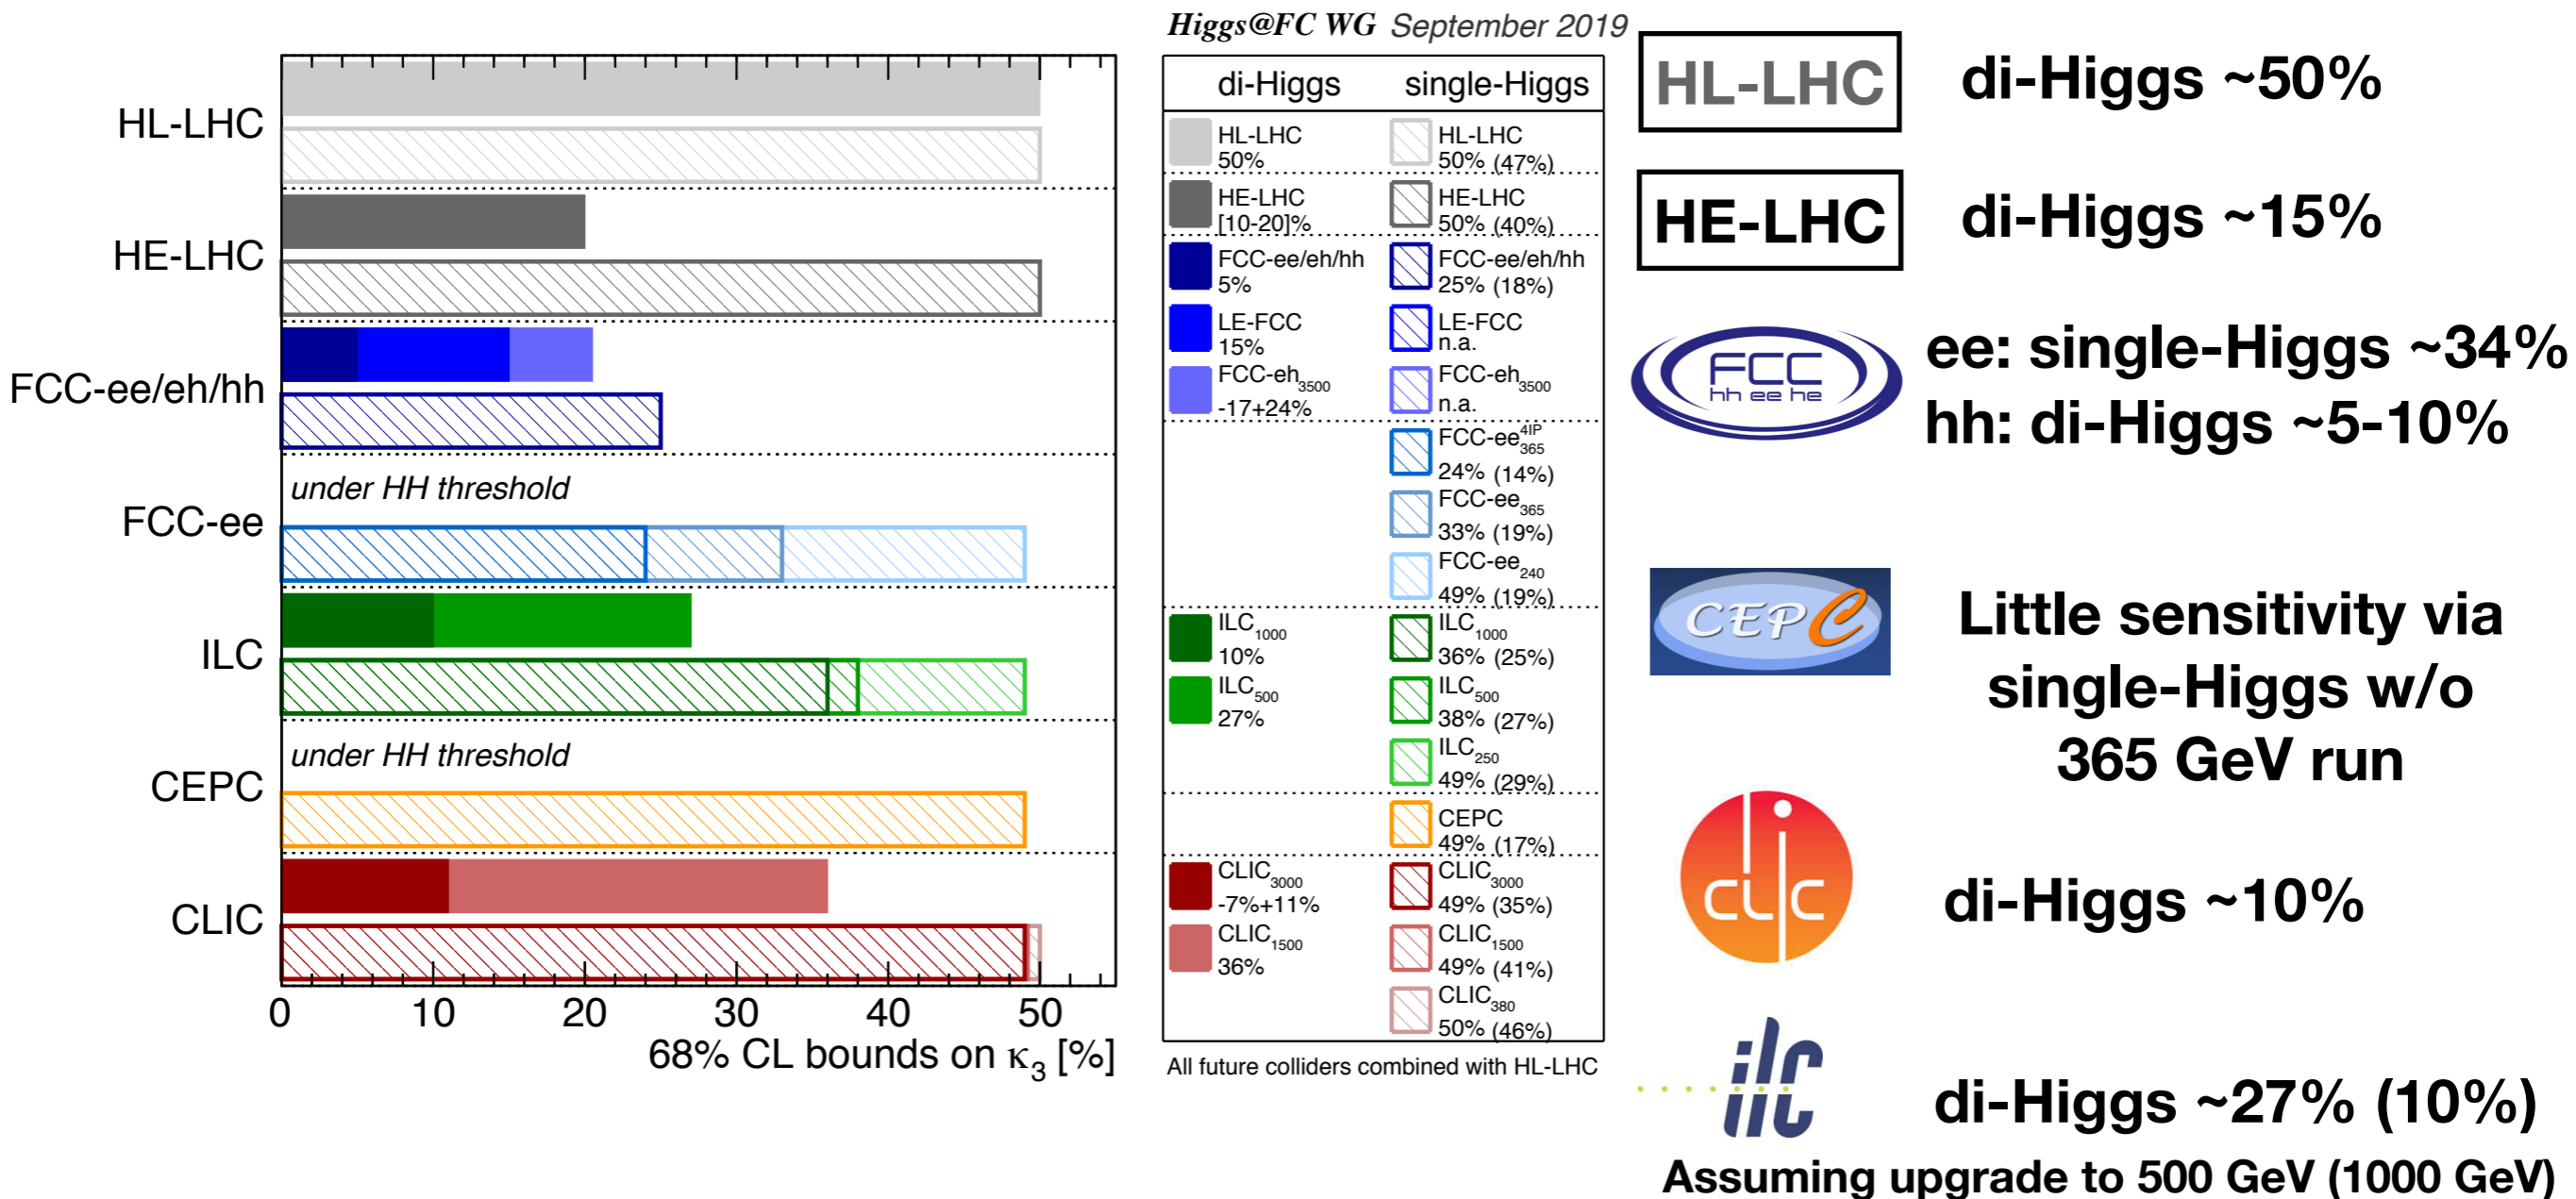 Higgs@FC WG September 2019
HL-LHC
HE-LHC
FCC-ee/eh/hh
under HH threshold
FCC-ee
ILC
under HH threshold
CEPC
CLIC
0 10 20 30 40 50
68% CL bounds on κ3 [%]
di-Higgs single-Higgs
HL-LHC HL-LHC
50% 50% (47%)
HE-LHC HE-LHC
[10-20]% 50% (40%)
FCC-ee/eh/hh FCC-ee/eh/hh
5% 25% (18%)
LE-FCC LE-FCC
15% n.a.
FCC-eh3500 FCC-eh3500
-17+24% n.a.
FCC-ee4IP365
24% (14%)
FCC-ee365
33% (19%)
FCC-ee240
49% (19%)
ILC1000 ILC1000
10% 36% (25%)
ILC500 ILC500
27% 38% (27%)
ILC250
49% (29%)
CEPC
49% (17%)
CLIC3000 CLIC3000
-7%+11% 49% (35%)
CLIC1500 CLIC1500
36% 49% (41%)
CLIC380
50% (46%)
All future colliders combined with HL-LHC
HL-LHC di-Higgs ~50%
HE-LHC di-Higgs ~15%
FCC
hh ee he
ee: single-Higgs ~34%
hh: di-Higgs ~5-10%
CEPC
Little sensitivity via
single-Higgs w/o
365 GeV run
clic
di-Higgs ~10%
ilc
di-Higgs ~27% (10%)
Assuming upgrade to 500 GeV (1000 GeV)